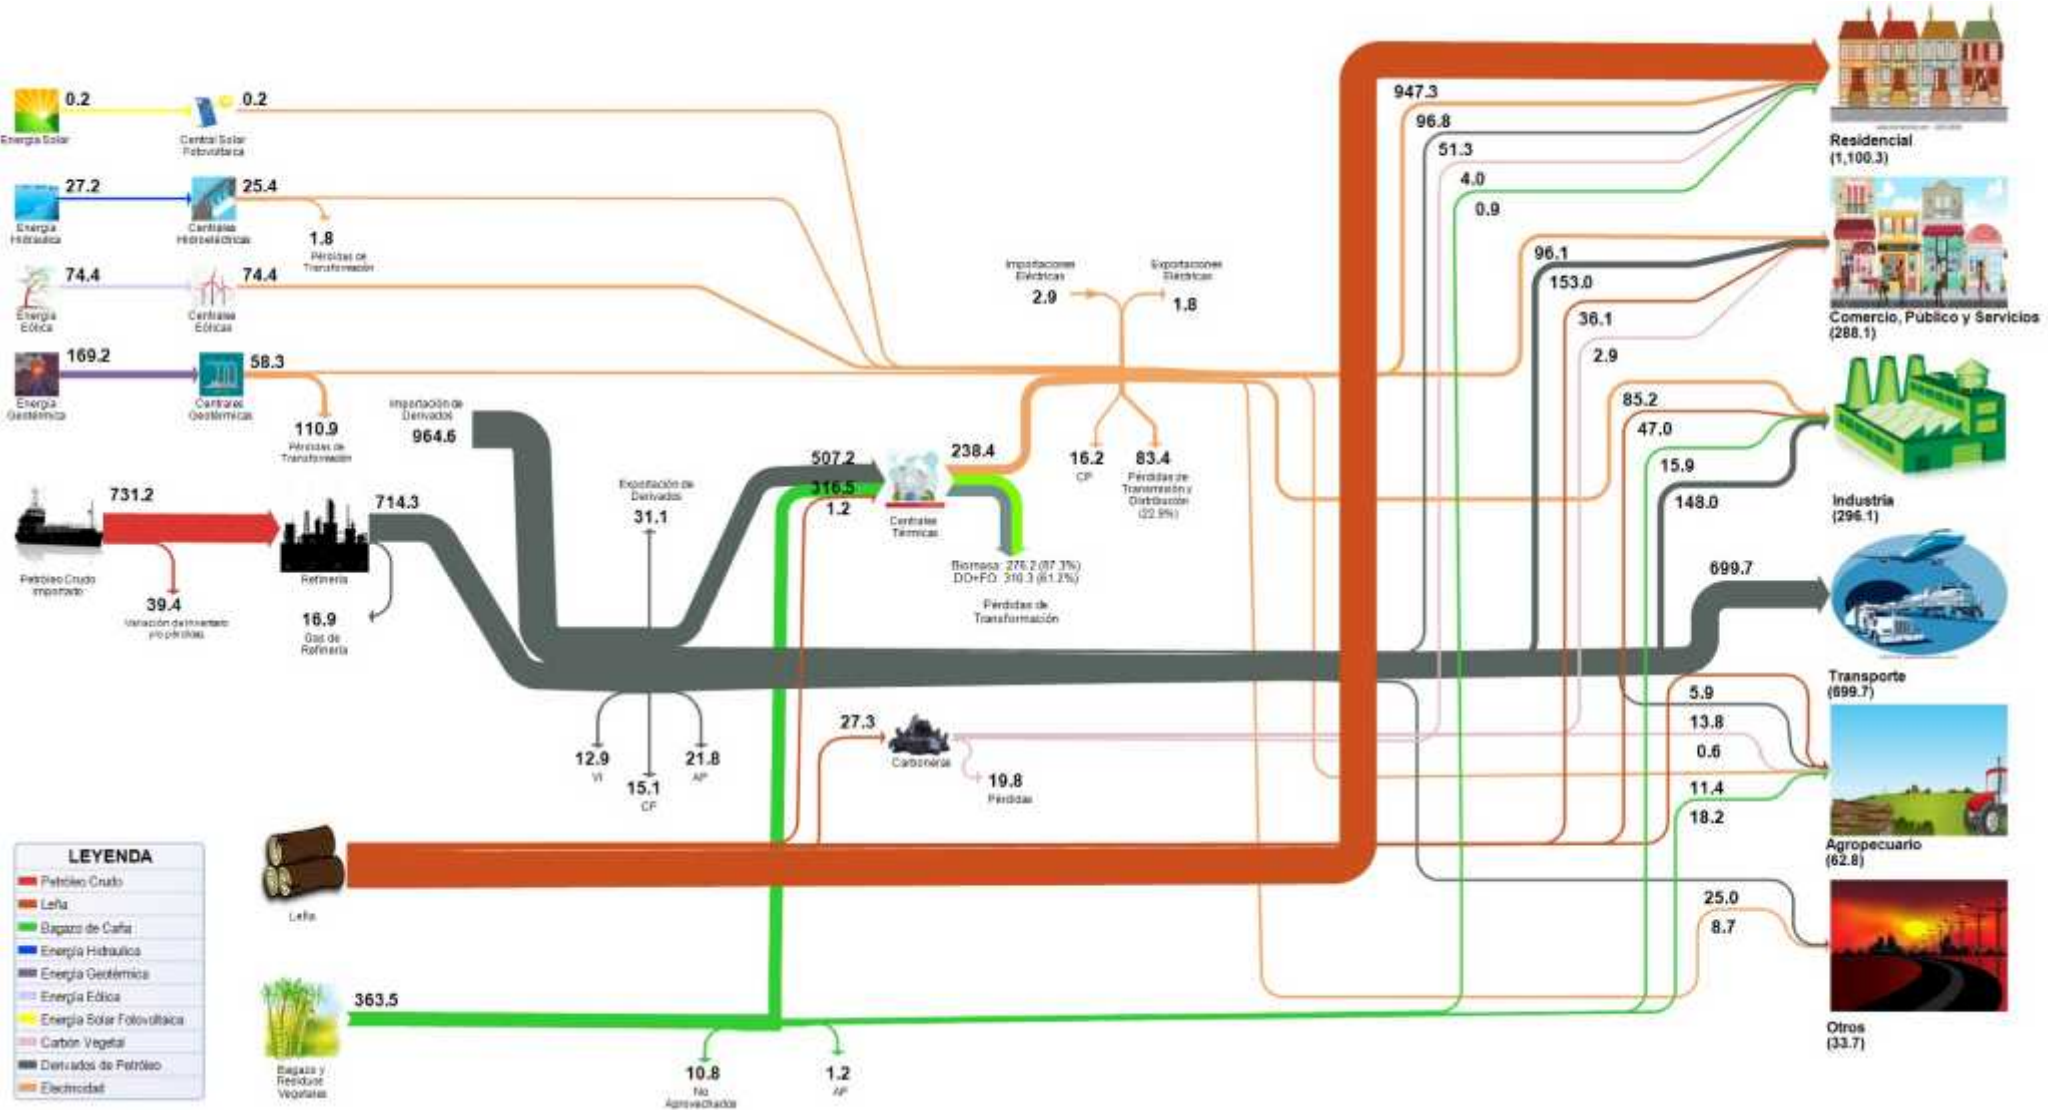 0.2
Energía Solar
0.2
Central Solar
Fotovoltaica
27.2
Energía
Hidráulica
25.4
Centrales
Hidroeléctricas
1.8
Pérdidas de
Transformación
74.4
Energía
Eólica
74.4
Centrales
Eólicas
169.2
Energía
Geotérmica
58.3
Centrales
Geotérmicas
110.9
Pérdidas de
Transformación
Importación de
Derivados
964.6
731.2
Petróleo Crudo
Importado
39.4
Variación de Inventario
y/o pérdidas
714.3
Refinería
16.9
Gas de
Refinería
Exportación de
Derivados
31.1
12.9
VI
15.1
CP
21.8
AP
507.2
316.5
1.2
Centrales
Térmicas
238.4
Biomasa: 276.2 (87.3%)
DO+FO: 310.3 (61.2%)
Pérdidas de
Transformación
Importaciones
Eléctricas
2.9
Exportaciones
Eléctricas
1.8
16.2
CP
83.4
Pérdidas de
Transmisión y
Distribución
(22.9%)
27.3
Carboneras
19.8
Pérdidas
Leña
363.5
Bagazo y
Residuos
Vegetales
10.8
No
Aprovechados
1.2
AP
947.3
96.8
51.3
4.0
0.9
Residencial
(1,100.3)
96.1
153.0
36.1
2.9
Comercio, Público y Servicios
(288.1)
85.2
47.0
15.9
148.0
Industria
(296.1)
699.7
Transporte
(699.7)
5.9
13.8
0.6
11.4
18.2
Agropecuario
(62.8)
25.0
8.7
Otros
(33.7)
LEYENDA
Petróleo Crudo
Leña
Bagazo de Caña
Energía Hidraulica
Energía Geotérmica
Energía Eólica
Energía Solar Fotovoltaica
Carbón Vegetal
Derivados de Petróleo
Electricidad